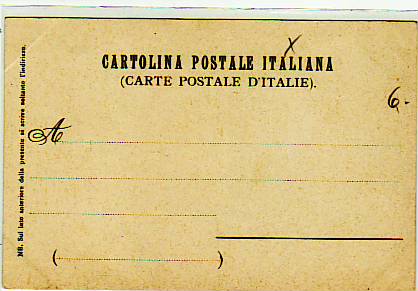 CARTOLINA POSTALE ITALIANA
(CARTE POSTALE D'ITALIE).
x
6.-
A
( )
NB. Sul lato anteriore della presente si scrive soltanto l'indirizzo.